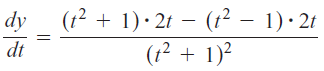 dy/dt = ((t² + 1) · 2t − (t² − 1) · 2t) / (t² + 1)²